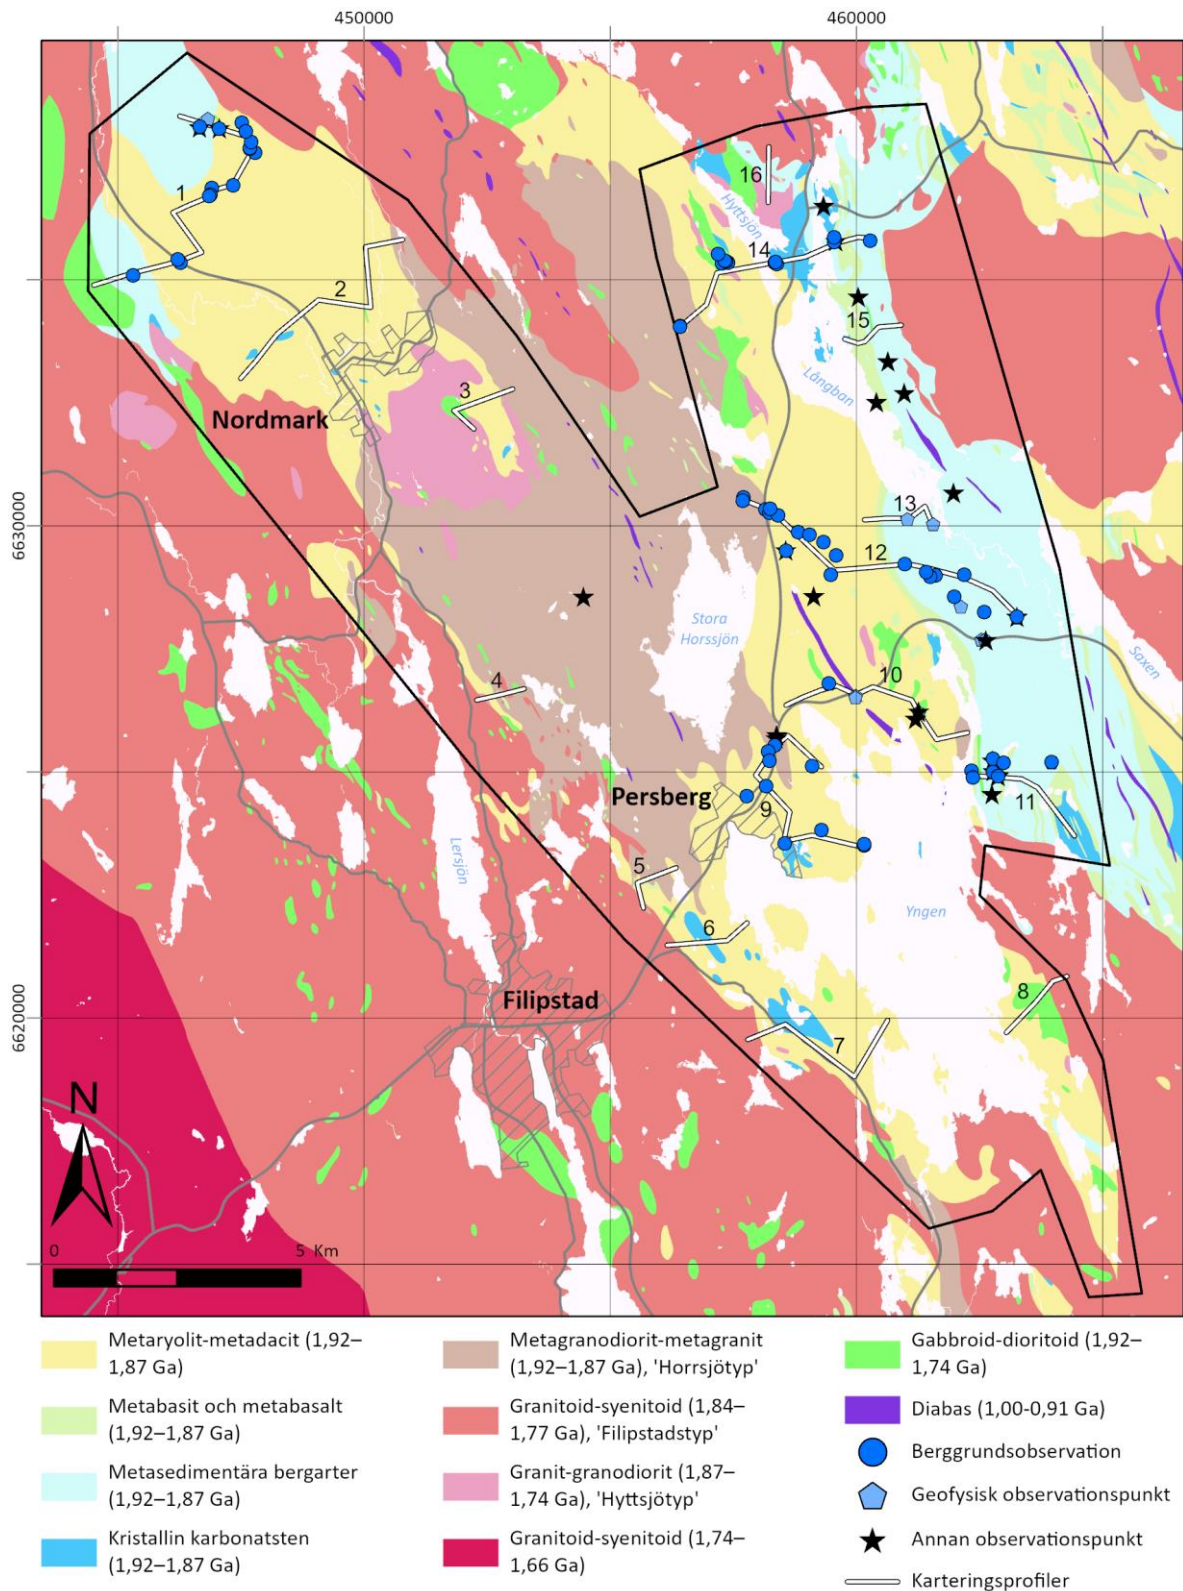 450000
460000
16
Hyttsjön
1
14
2
15
Långban
3
Nordmark
6630000
13
12
Stora
Horssjön
Saxen
4
10
Persberg
9
11
Lersjön
5
Yngen
6
Filipstad
8
6620000
7
N
0
5 Km
Metaryolit-metadacit (1,92–
1,87 Ga)
Metabasit och metabasalt
(1,92–1,87 Ga)
Metasedimentära bergarter
(1,92–1,87 Ga)
Kristallin karbonatsten
(1,92–1,87 Ga)
Metagranodiorit-metagranit
(1,92–1,87 Ga), 'Horrsjötyp'
Granitoid-syenitoid (1,84–
1,77 Ga), 'Filipstadstyp'
Granit-granodiorit (1,87–
1,74 Ga), 'Hyttsjötyp'
Granitoid-syenitoid (1,74–
1,66 Ga)
Gabbroid-dioritoid (1,92–
1,74 Ga)
Diabas (1,00-0,91 Ga)
Berggrundsobservation
Geofysisk observationspunkt
Annan observationspunkt
Karteringsprofiler